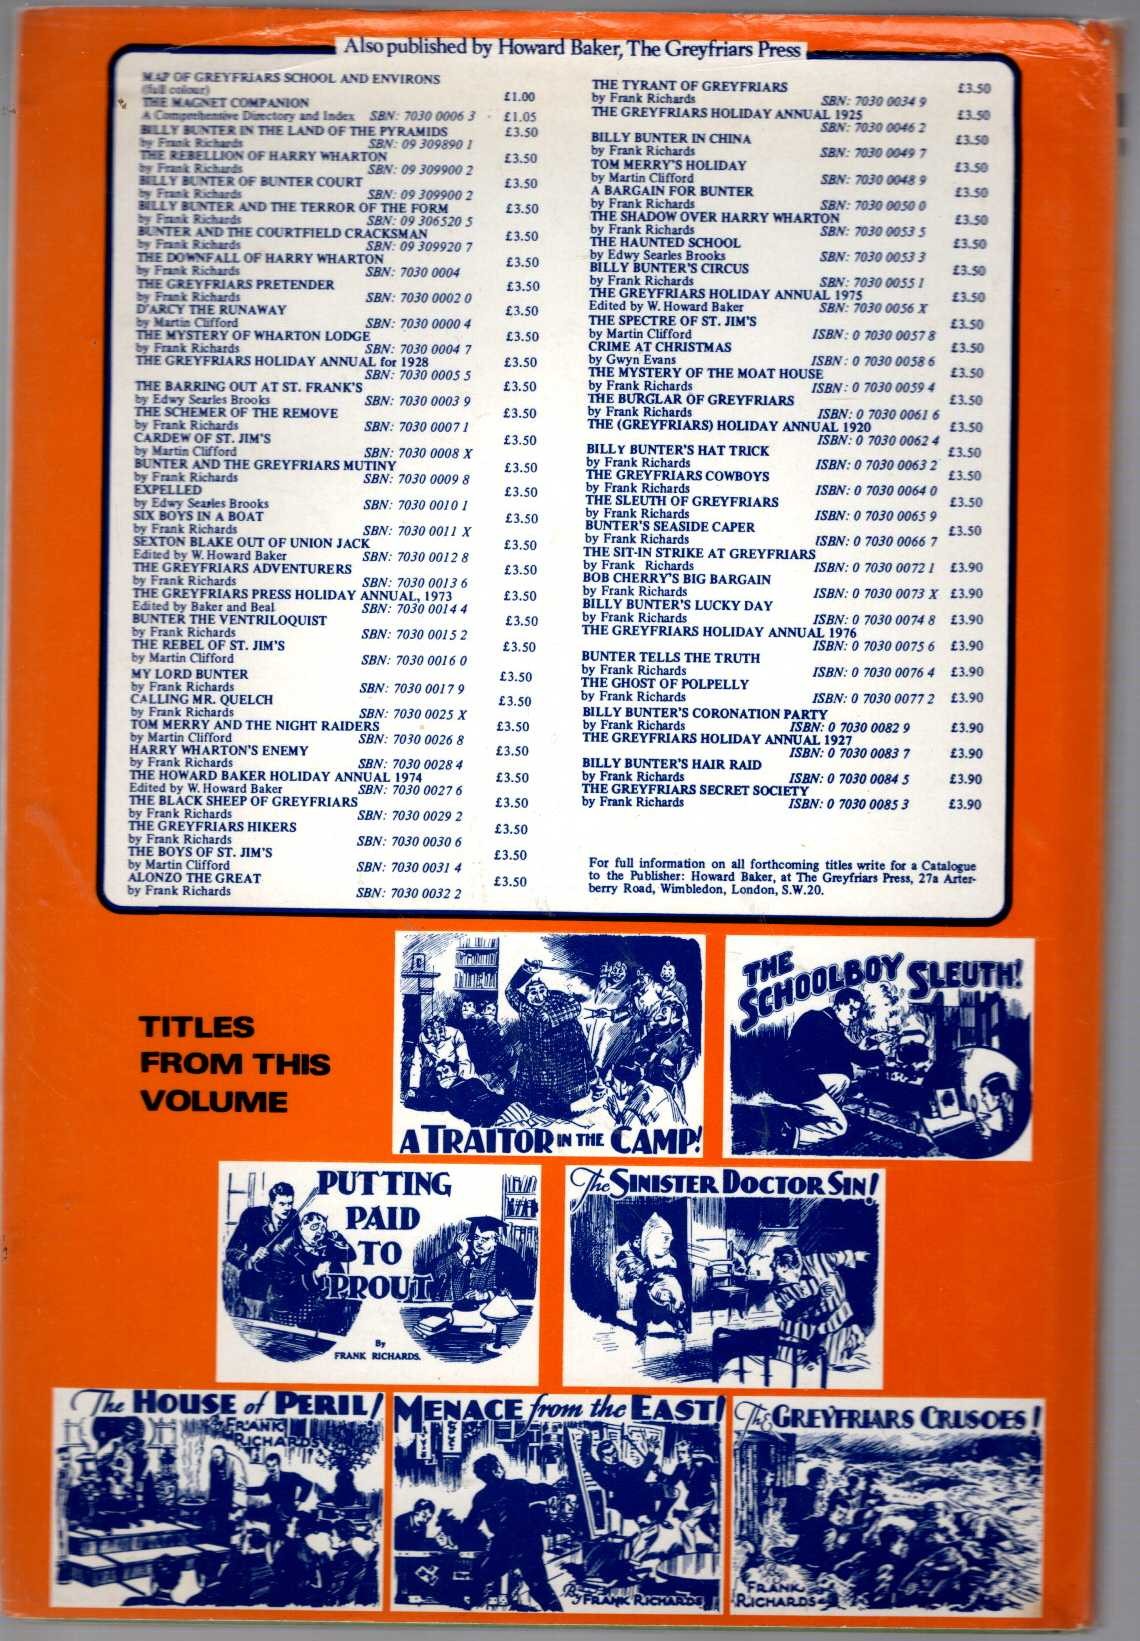 Also published by Howard Baker, The Greyfriars Press
MAP OF GREYFRIARS SCHOOL AND ENVIRONS
(full colour) £1.00
THE MAGNET COMPANION
A Comprehensive Directory and Index SBN: 7030 0006 3 £1.05
BILLY BUNTER IN THE LAND OF THE PYRAMIDS £3.50
by Frank Richards SBN: 09 309890 1
THE REBELLION OF HARRY WHARTON £3.50
by Frank Richards SBN: 09 309900 2
BILLY BUNTER OF BUNTER COURT £3.50
by Frank Richards SBN: 09 309900 2
BILLY BUNTER AND THE TERROR OF THE FORM £3.50
by Frank Richards SBN: 09 306520 5
BUNTER AND THE COURTFIELD CRACKSMAN £3.50
by Frank Richards SBN: 09 309920 7
THE DOWNFALL OF HARRY WHARTON £3.50
by Frank Richards SBN: 7030 0004
THE GREYFRIARS PRETENDER £3.50
by Frank Richards SBN: 7030 0002 0
D'ARCY THE RUNAWAY £3.50
by Martin Clifford SBN: 7030 0000 4
THE MYSTERY OF WHARTON LODGE £3.50
by Frank Richards SBN: 7030 0004 7
THE GREYFRIARS HOLIDAY ANNUAL for 1928 £3.50
SBN: 7030 0005 5
THE BARRING OUT AT ST. FRANK'S £3.50
by Edwy Searles Brooks SBN: 7030 0003 9
THE SCHEMER OF THE REMOVE £3.50
by Frank Richards SBN: 7030 0007 1
CARDEW OF ST. JIM'S £3.50
by Martin Clifford SBN: 7030 0008 X
BUNTER AND THE GREYFRIARS MUTINY £3.50
by Frank Richards SBN: 7030 0009 8
EXPELLED £3.50
by Edwy Searles Brooks SBN: 7030 0010 1
SIX BOYS IN A BOAT £3.50
by Frank Richards SBN: 7030 0011 X
SEXTON BLAKE OUT OF UNION JACK £3.50
Edited by W. Howard Baker SBN: 7030 0012 8
THE GREYFRIARS ADVENTURERS £3.50
by Frank Richards SBN: 7030 0013 6
THE GREYFRIARS PRESS HOLIDAY ANNUAL, 1973 £3.50
Edited by Baker and Beal SBN: 7030 0014 4
BUNTER THE VENTRILOQUIST £3.50
by Frank Richards SBN: 7030 0015 2
THE REBEL OF ST. JIM'S £3.50
by Martin Clifford SBN: 7030 0016 0
MY LORD BUNTER £3.50
by Frank Richards SBN: 7030 0017 9
CALLING MR. QUELCH £3.50
by Frank Richards SBN: 7030 0025 X
TOM MERRY AND THE NIGHT RAIDERS £3.50
by Martin Clifford SBN: 7030 0026 8
HARRY WHARTON'S ENEMY £3.50
by Frank Richards SBN: 7030 0028 4
THE HOWARD BAKER HOLIDAY ANNUAL 1974 £3.50
Edited by W. Howard Baker SBN: 7030 0027 6
THE BLACK SHEEP OF GREYFRIARS £3.50
by Frank Richards SBN: 7030 0029 2
THE GREYFRIARS HIKERS £3.50
by Frank Richards SBN: 7030 0030 6
THE BOYS OF ST. JIM'S £3.50
by Martin Clifford SBN: 7030 0031 4
ALONZO THE GREAT £3.50
by Frank Richards SBN: 7030 0032 2
THE TYRANT OF GREYFRIARS £3.50
by Frank Richards SBN: 7030 0034 9
THE GREYFRIARS HOLIDAY ANNUAL 1925 £3.50
SBN: 7030 0046 2
BILLY BUNTER IN CHINA £3.50
by Frank Richards SBN: 7030 0049 7
TOM MERRY'S HOLIDAY £3.50
by Martin Clifford SBN: 7030 0048 9
A BARGAIN FOR BUNTER £3.50
by Frank Richards SBN: 7030 0050 0
THE SHADOW OVER HARRY WHARTON £3.50
by Frank Richards SBN: 7030 0053 5
THE HAUNTED SCHOOL £3.50
by Edwy Searles Brooks SBN: 7030 0053 3
BILLY BUNTER'S CIRCUS £3.50
by Frank Richards SBN: 7030 0055 1
THE GREYFRIARS HOLIDAY ANNUAL 1975 £3.50
Edited by W. Howard Baker SBN: 7030 0056 X
THE SPECTRE OF ST. JIM'S £3.50
by Martin Clifford ISBN: 0 7030 0057 8
CRIME AT CHRISTMAS £3.50
by Gwyn Evans ISBN: 0 7030 0058 6
THE MYSTERY OF THE MOAT HOUSE £3.50
by Frank Richards ISBN: 0 7030 0059 4
THE BURGLAR OF GREYFRIARS £3.50
by Frank Richards ISBN: 0 7030 0061 6
THE (GREYFRIARS) HOLIDAY ANNUAL 1920 £3.50
ISBN: 0 7030 0062 4
BILLY BUNTER'S HAT TRICK £3.50
by Frank Richards ISBN: 0 7030 0063 2
THE GREYFRIARS COWBOYS £3.50
by Frank Richards ISBN: 0 7030 0064 0
THE SLEUTH OF GREYFRIARS £3.50
by Frank Richards ISBN: 0 7030 0065 9
BUNTER'S SEASIDE CAPER £3.50
by Frank Richards ISBN: 0 7030 0066 7
THE SIT-IN STRIKE AT GREYFRIARS
by Frank Richards ISBN: 0 7030 0072 1 £3.90
BOB CHERRY'S BIG BARGAIN
by Frank Richards ISBN: 0 7030 0073 X £3.90
BILLY BUNTER'S LUCKY DAY
by Frank Richards ISBN: 0 7030 0074 8 £3.90
THE GREYFRIARS HOLIDAY ANNUAL 1976
ISBN: 0 7030 0075 6 £3.90
BUNTER TELLS THE TRUTH
by Frank Richards ISBN: 0 7030 0076 4 £3.90
THE GHOST OF POLPELLY
by Frank Richards ISBN: 0 7030 0077 2 £3.90
BILLY BUNTER'S CORONATION PARTY
by Frank Richards ISBN: 0 7030 0082 9 £3.90
THE GREYFRIARS HOLIDAY ANNUAL 1927
ISBN: 0 7030 0083 7 £3.90
BILLY BUNTER'S HAIR RAID
by Frank Richards ISBN: 0 7030 0084 5 £3.90
THE GREYFRIARS SECRET SOCIETY
by Frank Richards ISBN: 0 7030 0085 3 £3.90
For full information on all forthcoming titles write for a Catalogue
to the Publisher: Howard Baker, at The Greyfriars Press, 27a Arter-
berry Road, Wimbledon, London, S.W.20.
TITLES
FROM THIS
VOLUME
A TRAITOR IN THE CAMP!
THE
SCHOOLBOY SLEUTH!
PUTTING
PAID
TO
PROUT
By
FRANK RICHARDS.
The SINISTER DOCTOR SIN!
The HOUSE of PERIL!
By FRANK
RICHARDS
MENACE from the EAST!
By FRANK RICHARDS
The GREYFRIARS CRUSOES!
By
FRANK
RICHARDS